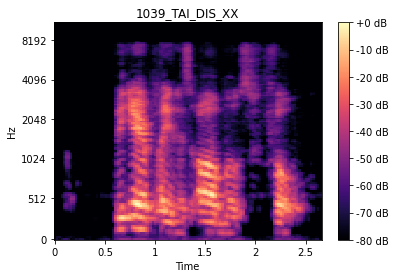 1039_TAI_DIS_XX
+0 dB
8192
-10 dB
4096
-20 dB
-30 dB
2048
Hz
-40 dB
1024
-50 dB
512
-60 dB
-70 dB
0
-80 dB
0 0.5 1 1.5 2 2.5
Time